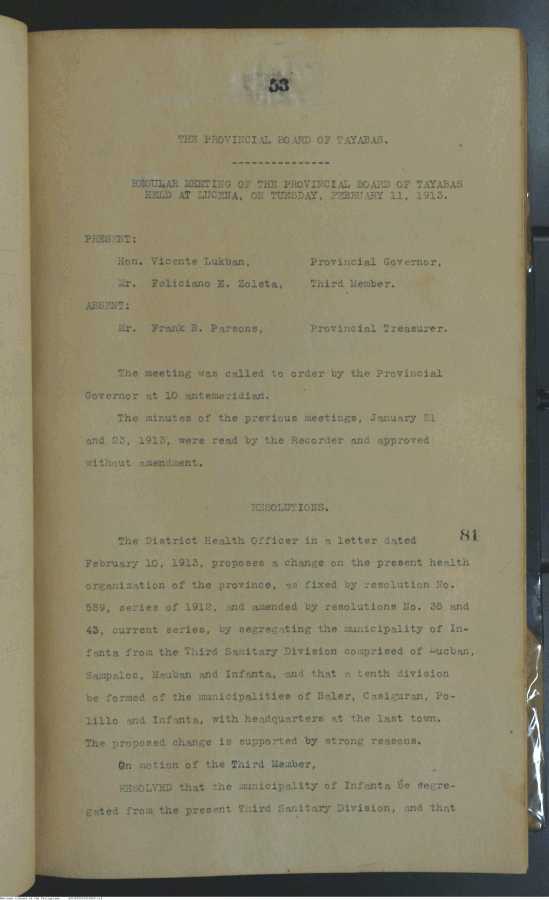 53
THE PROVINCIAL BOARD OF TAYABAS.
REGULAR MEETING OF THE PROVINCIAL BOARD OF TAYABAS
HELD AT LUCENA, ON TUESDAY, FEBRUARY 11, 1913.
PRESENT:
Hon. Vicente Lukban, Provincial Governor,
Mr. Feliciano E. Zoleta, Third Member.
ABSENT:
Mr. Frank B. Parsons, Provincial Treasurer.
The meeting was called to order by the Provincial
Governor at 10 antemeridian.
The minutes of the previous meetings, January 21
and 23, 1913, were read by the Recorder and approved
without amendment.
RESOLUTIONS.
81
The District Health Officer in a letter dated
February 10, 1913, proposes a change on the present health
organization of the province, as fixed by resolution No.
589, series of 1912, and amended by resolutions No. 38 and
43, current series, by segregating the municipality of In-
fanta from the Third Sanitary Division comprised of Lucban,
Sampaloc, Mauban and Infanta, and that a tenth division
be formed of the municipalities of Baler, Casiguran, Po-
lillo and Infanta, with headquarters at the last town.
The proposed change is supported by strong reasons.
On motion of the Third Member,
RESOLVED that the municipality of Infanta be segre-
gated from the present Third Sanitary Division, and that